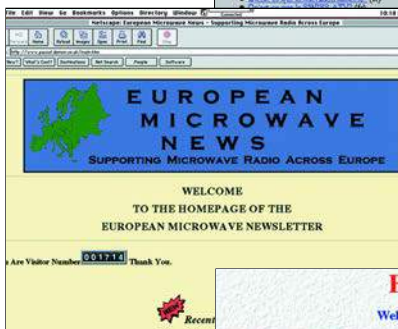 File Edit View Go Bookmarks Options Directory Window
Netscape: European Microwave News - Supporting Microwave Radio Across Europe
Home Reload Images Open Print Find Stop
What's Cool? Destinations Net Search People Software
EUROPEAN
MICROWAVE
NEWS
SUPPORTING MICROWAVE RADIO ACROSS EUROPE
WELCOME
TO THE HOMEPAGE OF THE
EUROPEAN MICROWAVE NEWSLETTER
Are Visitor Number 001714 Thank You.
NEW
Recent
H
Wel